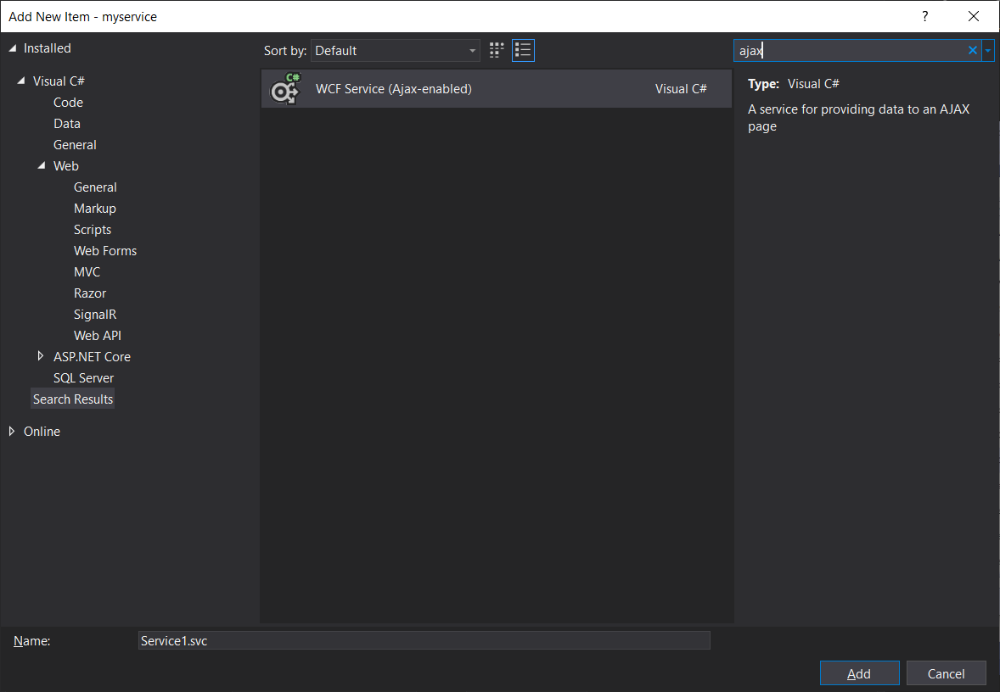 Add New Item - myservice
?
Installed
Visual C#
Code
Data
General
Web
General
Markup
Scripts
Web Forms
MVC
Razor
SignalR
Web API
ASP.NET Core
SQL Server
Search Results
Online
Sort by: Default
C# WCF Service (Ajax-enabled) Visual C#
ajax
Type: Visual C#
A service for providing data to an AJAX
page
Name: Service1.svc
Add Cancel